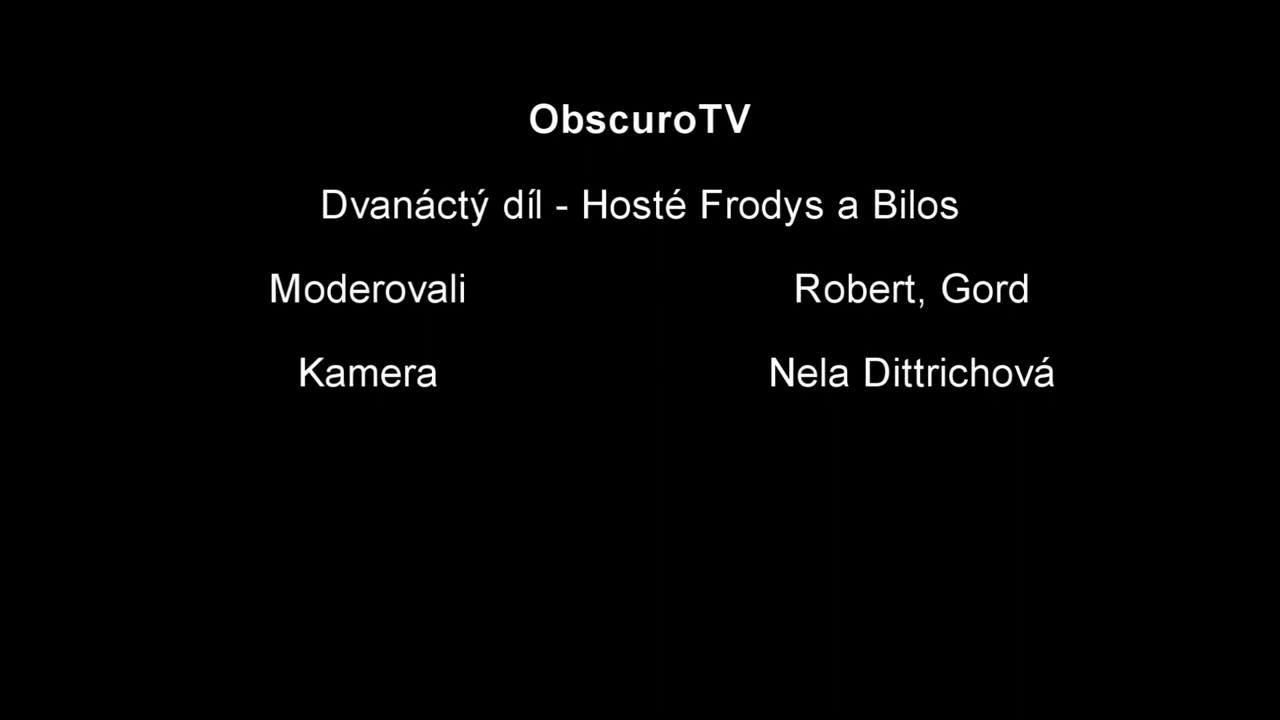 ObscuroTV
Dvanáctý díl - Hosté Frodys a Bilos
Moderovali Robert, Gord
Kamera Nela Dittrichová